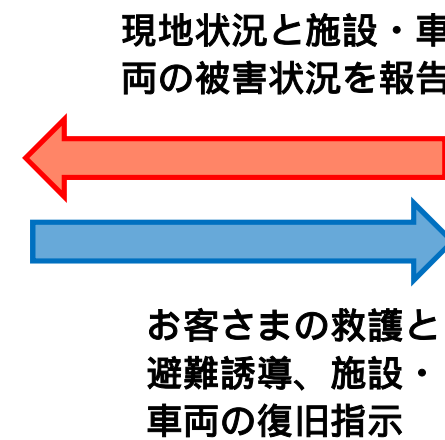 現地状況と施設・車
両の被害状況を報告
お客さまの救護と
避難誘導、施設・
車両の復旧指示